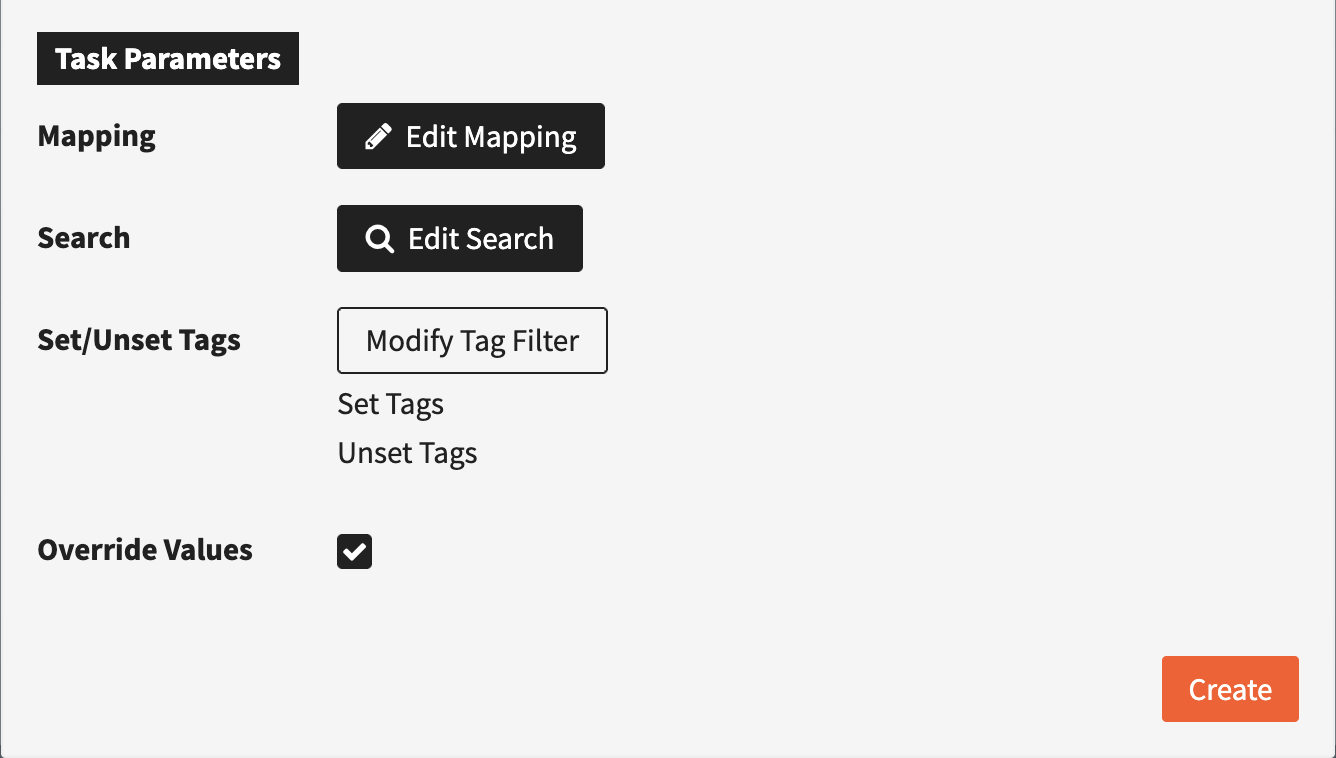 Task Parameters
Mapping
Edit Mapping
Search
Edit Search
Set/Unset Tags
Modify Tag Filter
Set Tags
Unset Tags
Override Values
Create